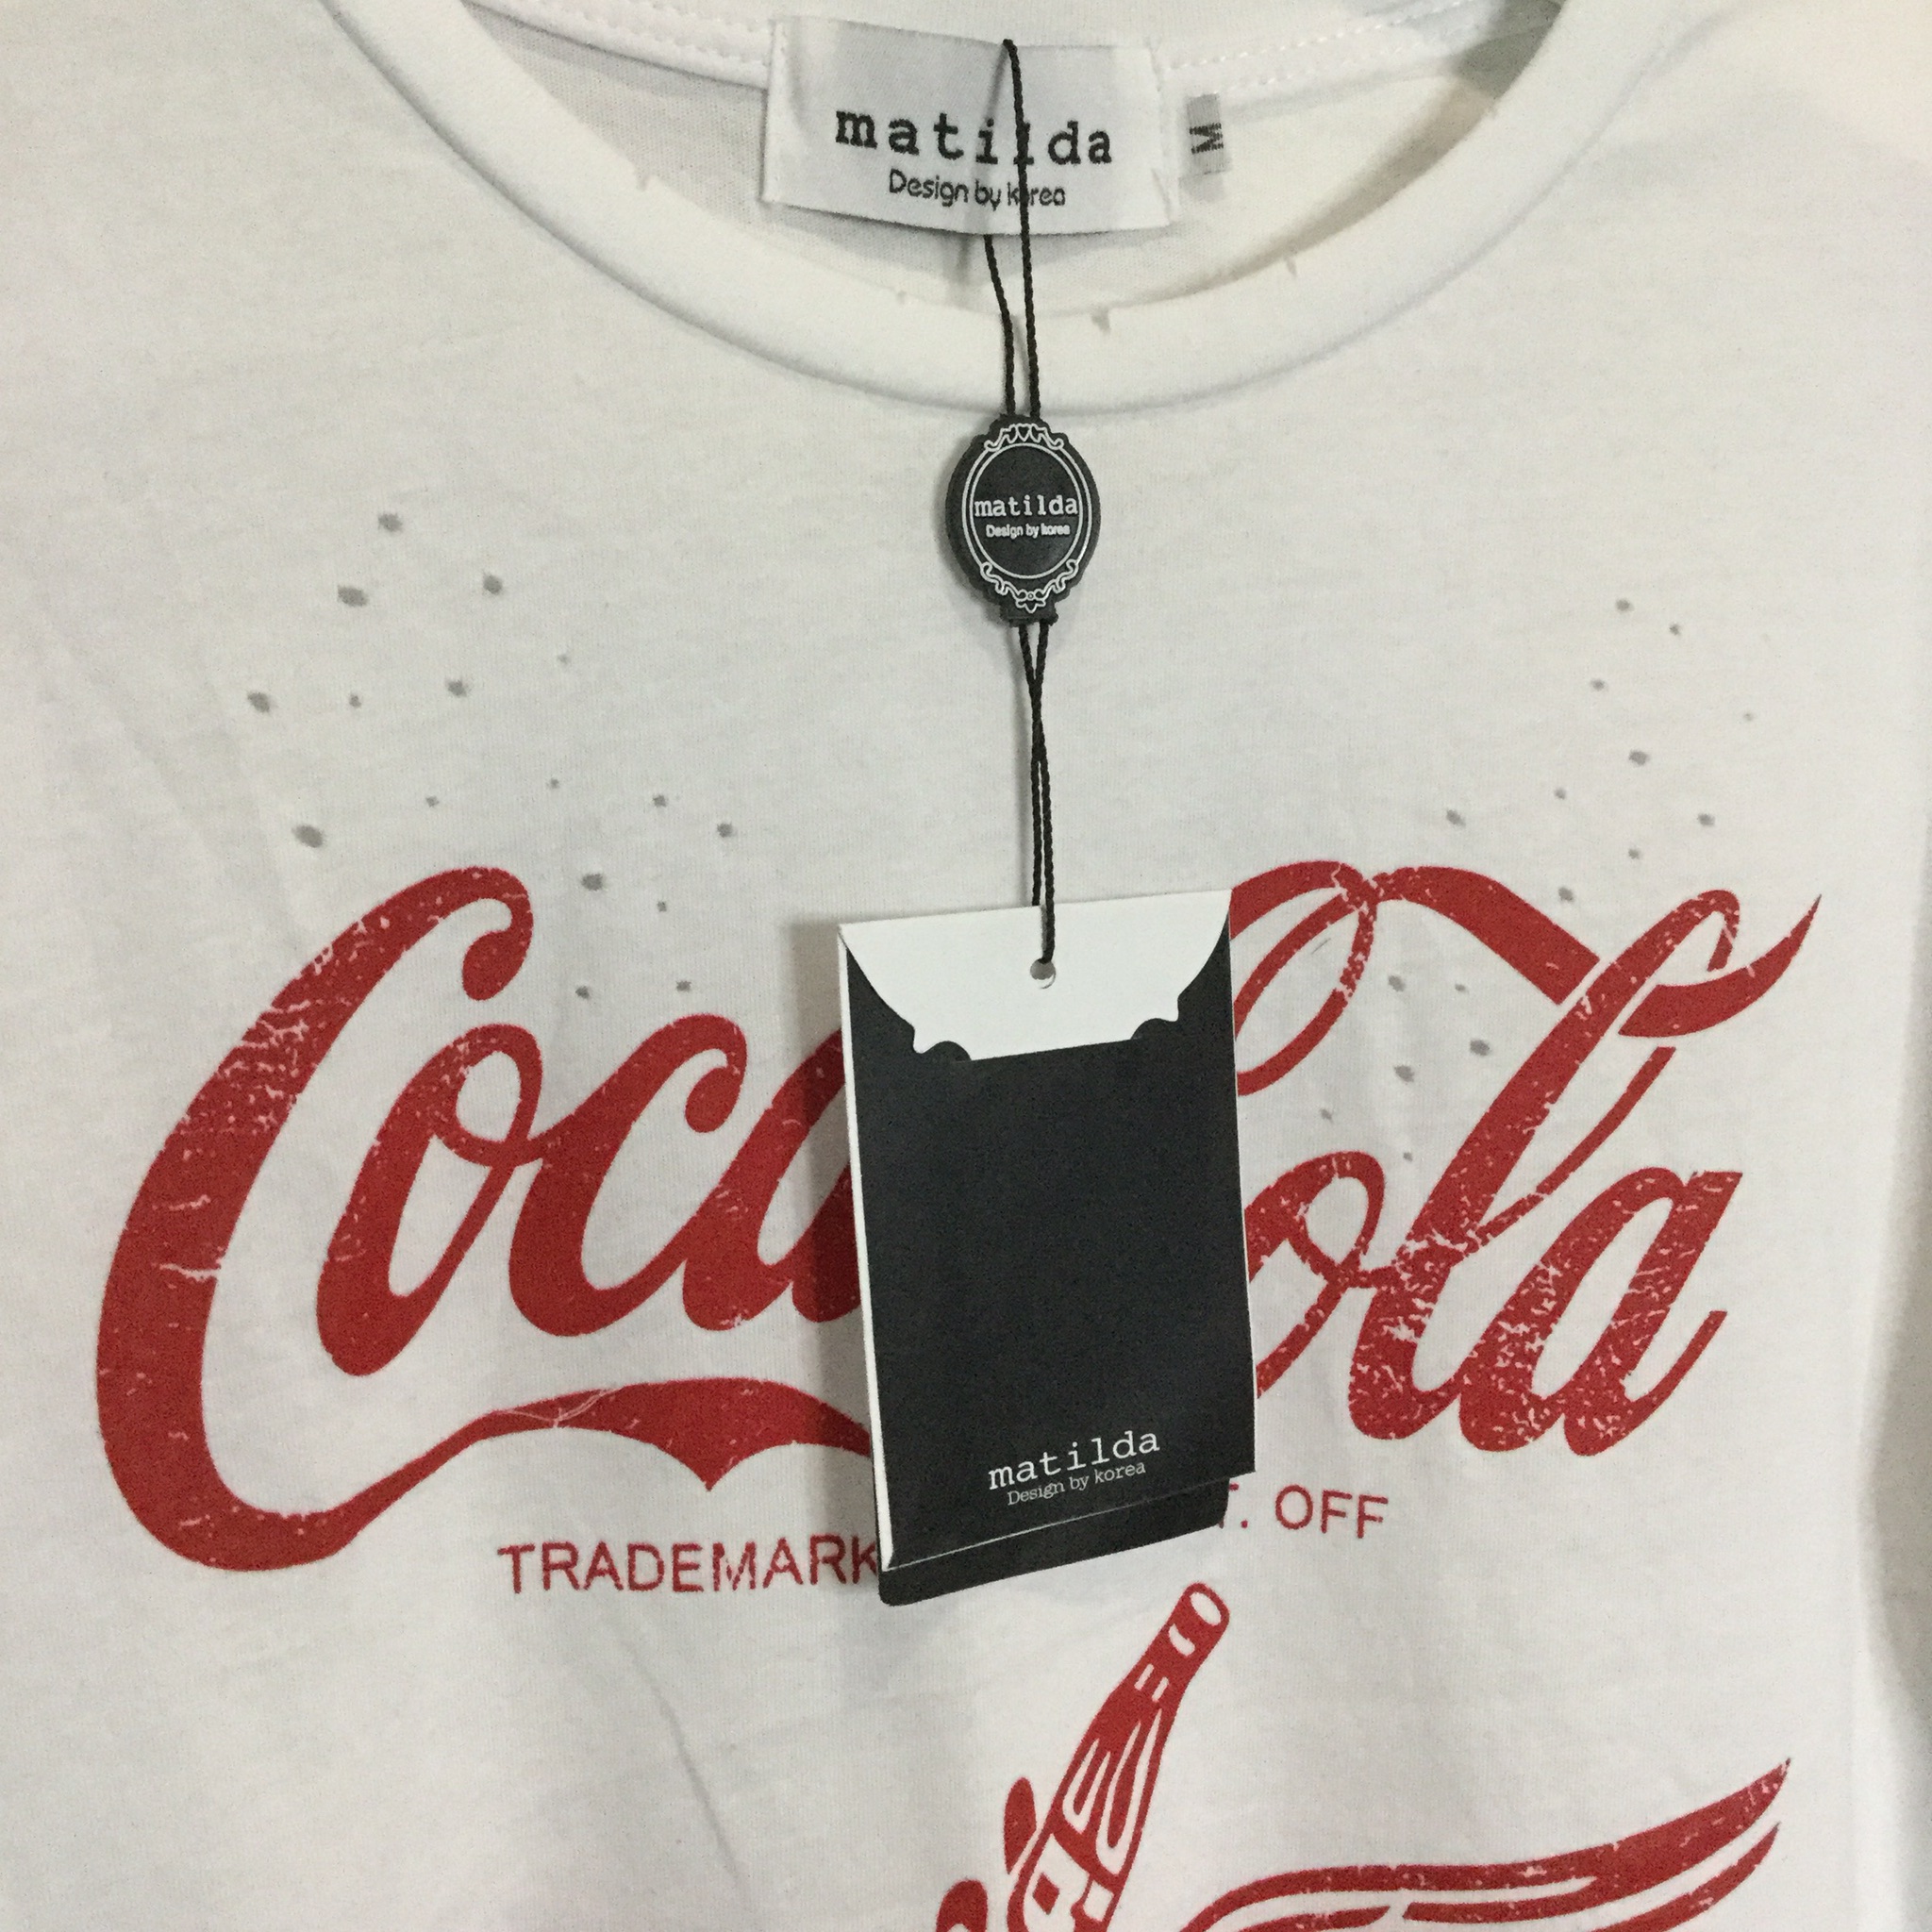 matilda
Design by korea
M
matilda
Design by korea
Coca Cola
matilda
Design by korea
TRADEMARK T. OFF